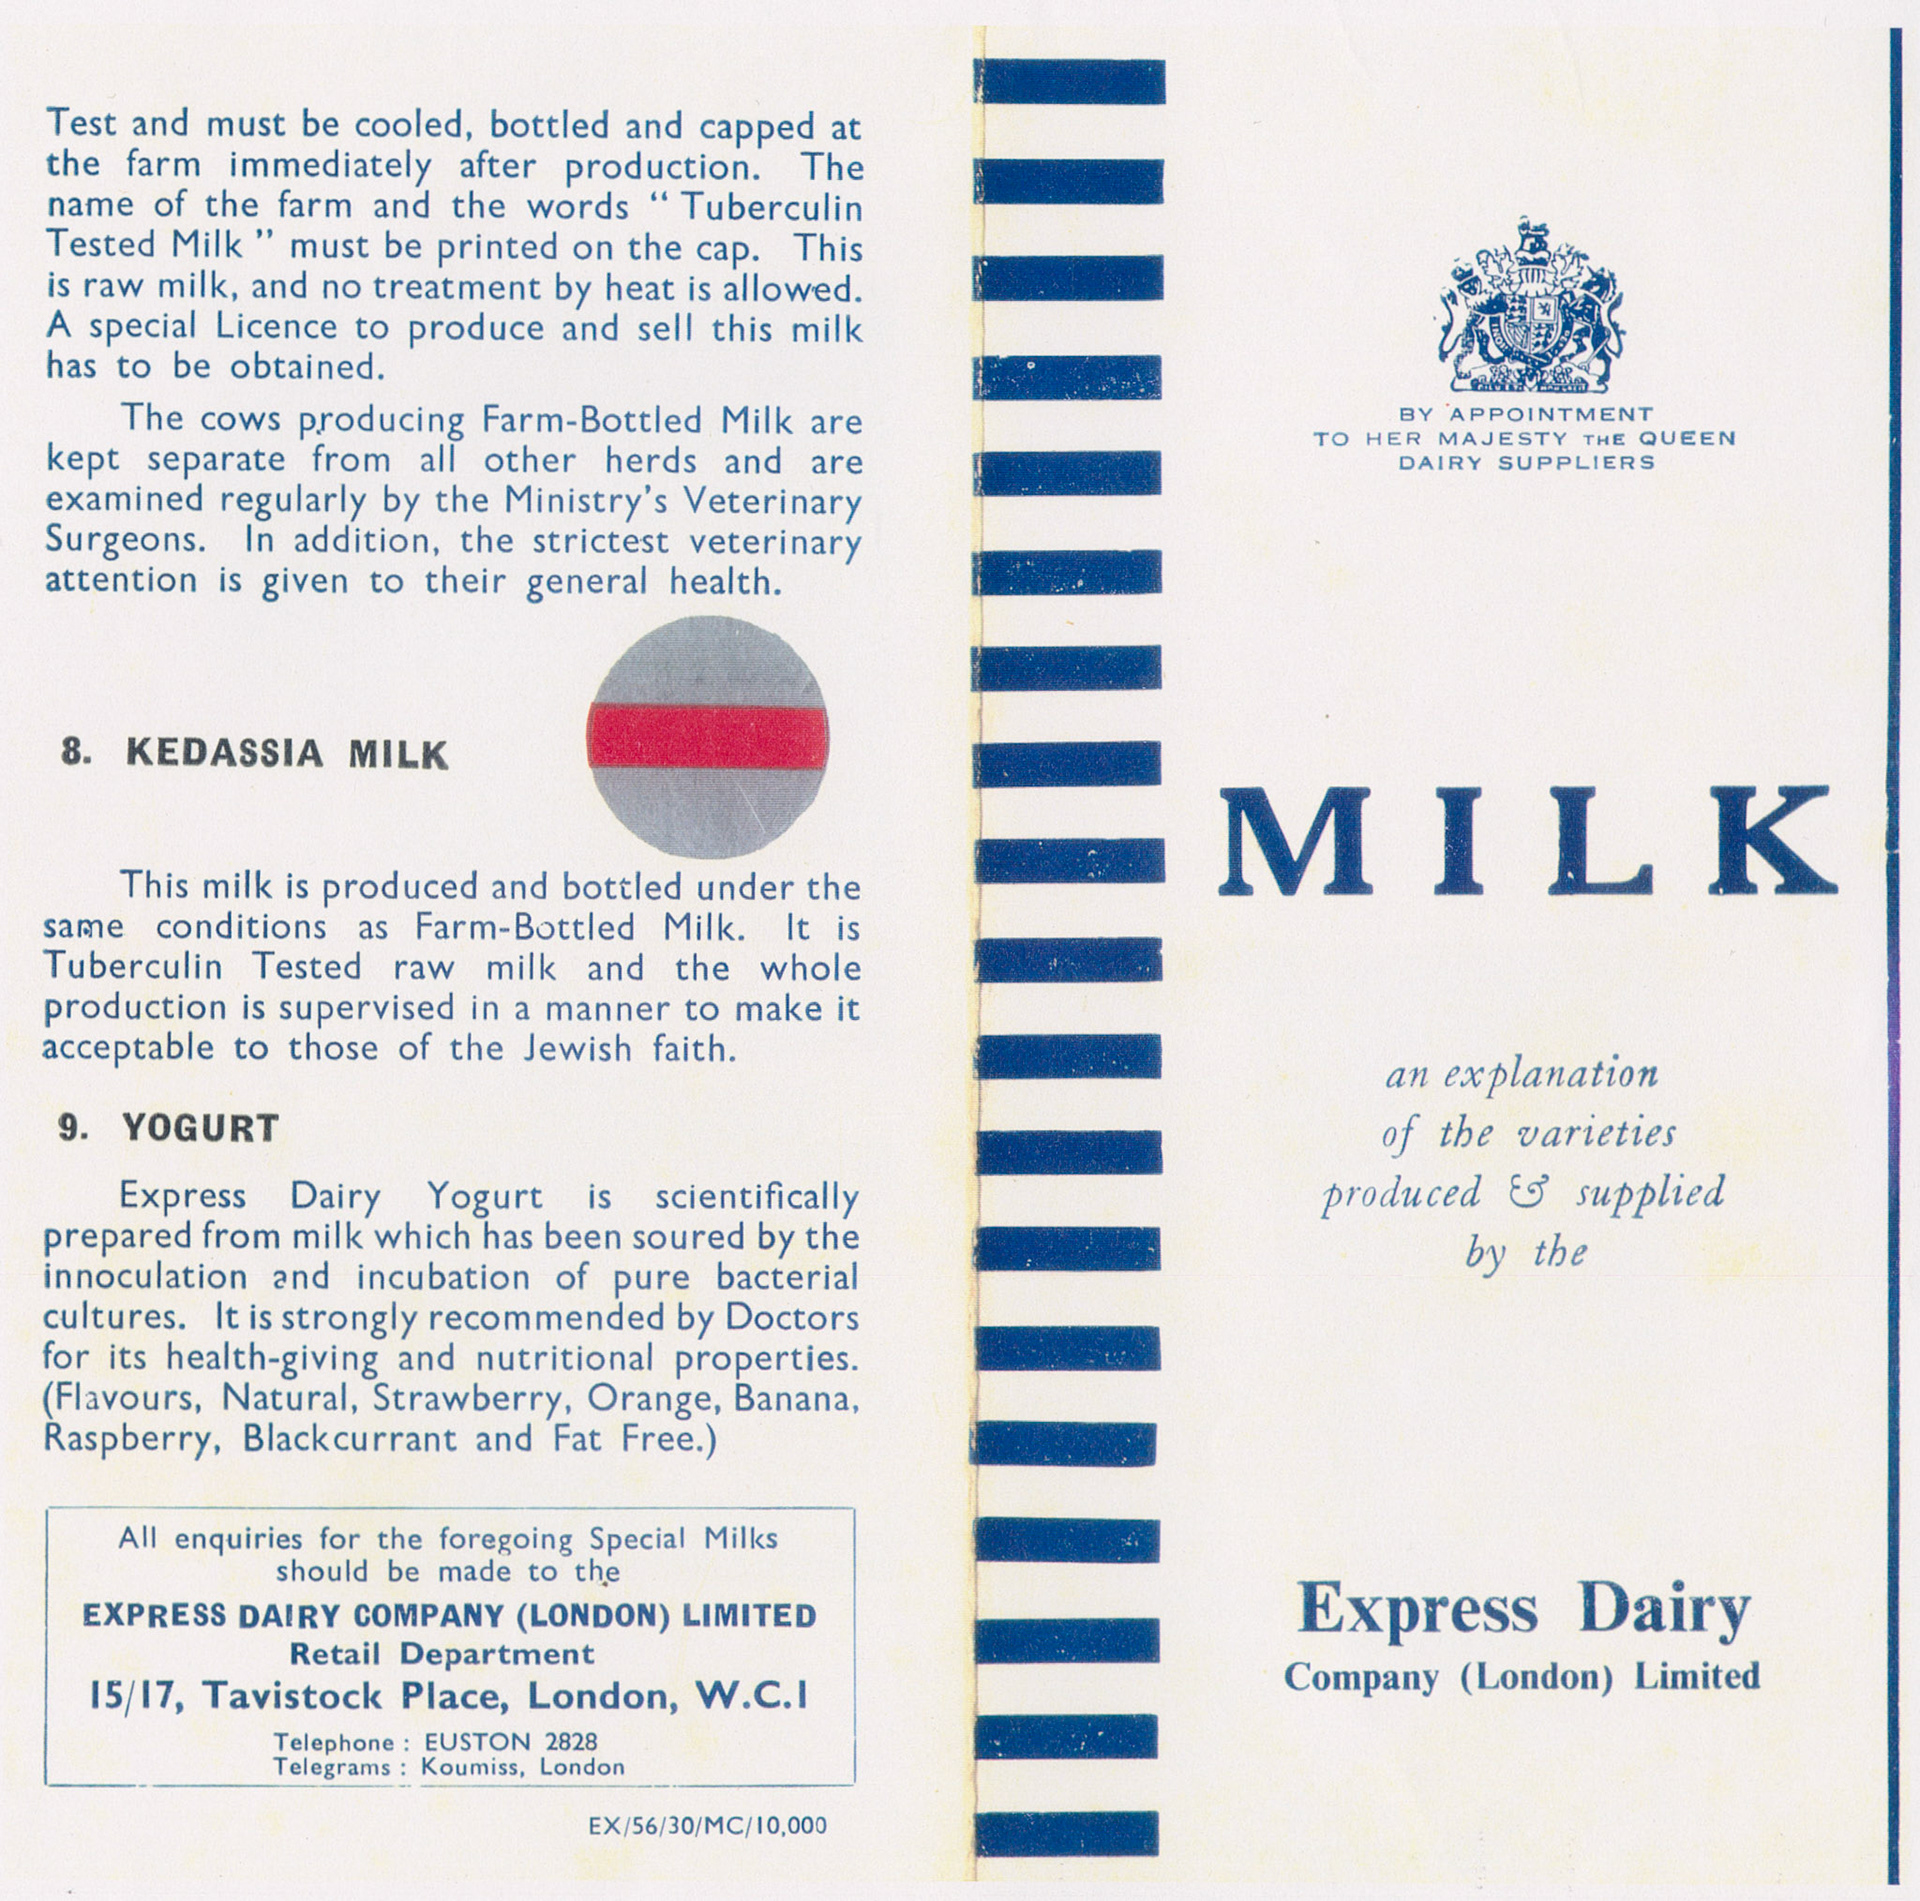 Test and must be cooled, bottled and capped at
the farm immediately after production. The
name of the farm and the words “ Tuberculin
Tested Milk ” must be printed on the cap. This
is raw milk, and no treatment by heat is allowed.
A special Licence to produce and sell this milk
has to be obtained.
The cows producing Farm-Bottled Milk are
kept separate from all other herds and are
examined regularly by the Ministry’s Veterinary
Surgeons. In addition, the strictest veterinary
attention is given to their general health.
8. KEDASSIA MILK
This milk is produced and bottled under the
same conditions as Farm-Bottled Milk. It is
Tuberculin Tested raw milk and the whole
production is supervised in a manner to make it
acceptable to those of the Jewish faith.
9. YOGURT
Express Dairy Yogurt is scientifically
prepared from milk which has been soured by the
innoculation and incubation of pure bacterial
cultures. It is strongly recommended by Doctors
for its health-giving and nutritional properties.
(Flavours, Natural, Strawberry, Orange, Banana,
Raspberry, Blackcurrant and Fat Free.)
All enquiries for the foregoing Special Milks
should be made to the
EXPRESS DAIRY COMPANY (LONDON) LIMITED
Retail Department
15/17, Tavistock Place, London, W.C.1
Telephone : EUSTON 2828
Telegrams : Koumiss, London
EX/56/30/MC/10,000
BY APPOINTMENT
TO HER MAJESTY THE QUEEN
DAIRY SUPPLIERS
MILK
an explanation
of the varieties
produced & supplied
by the
Express Dairy
Company (London) Limited